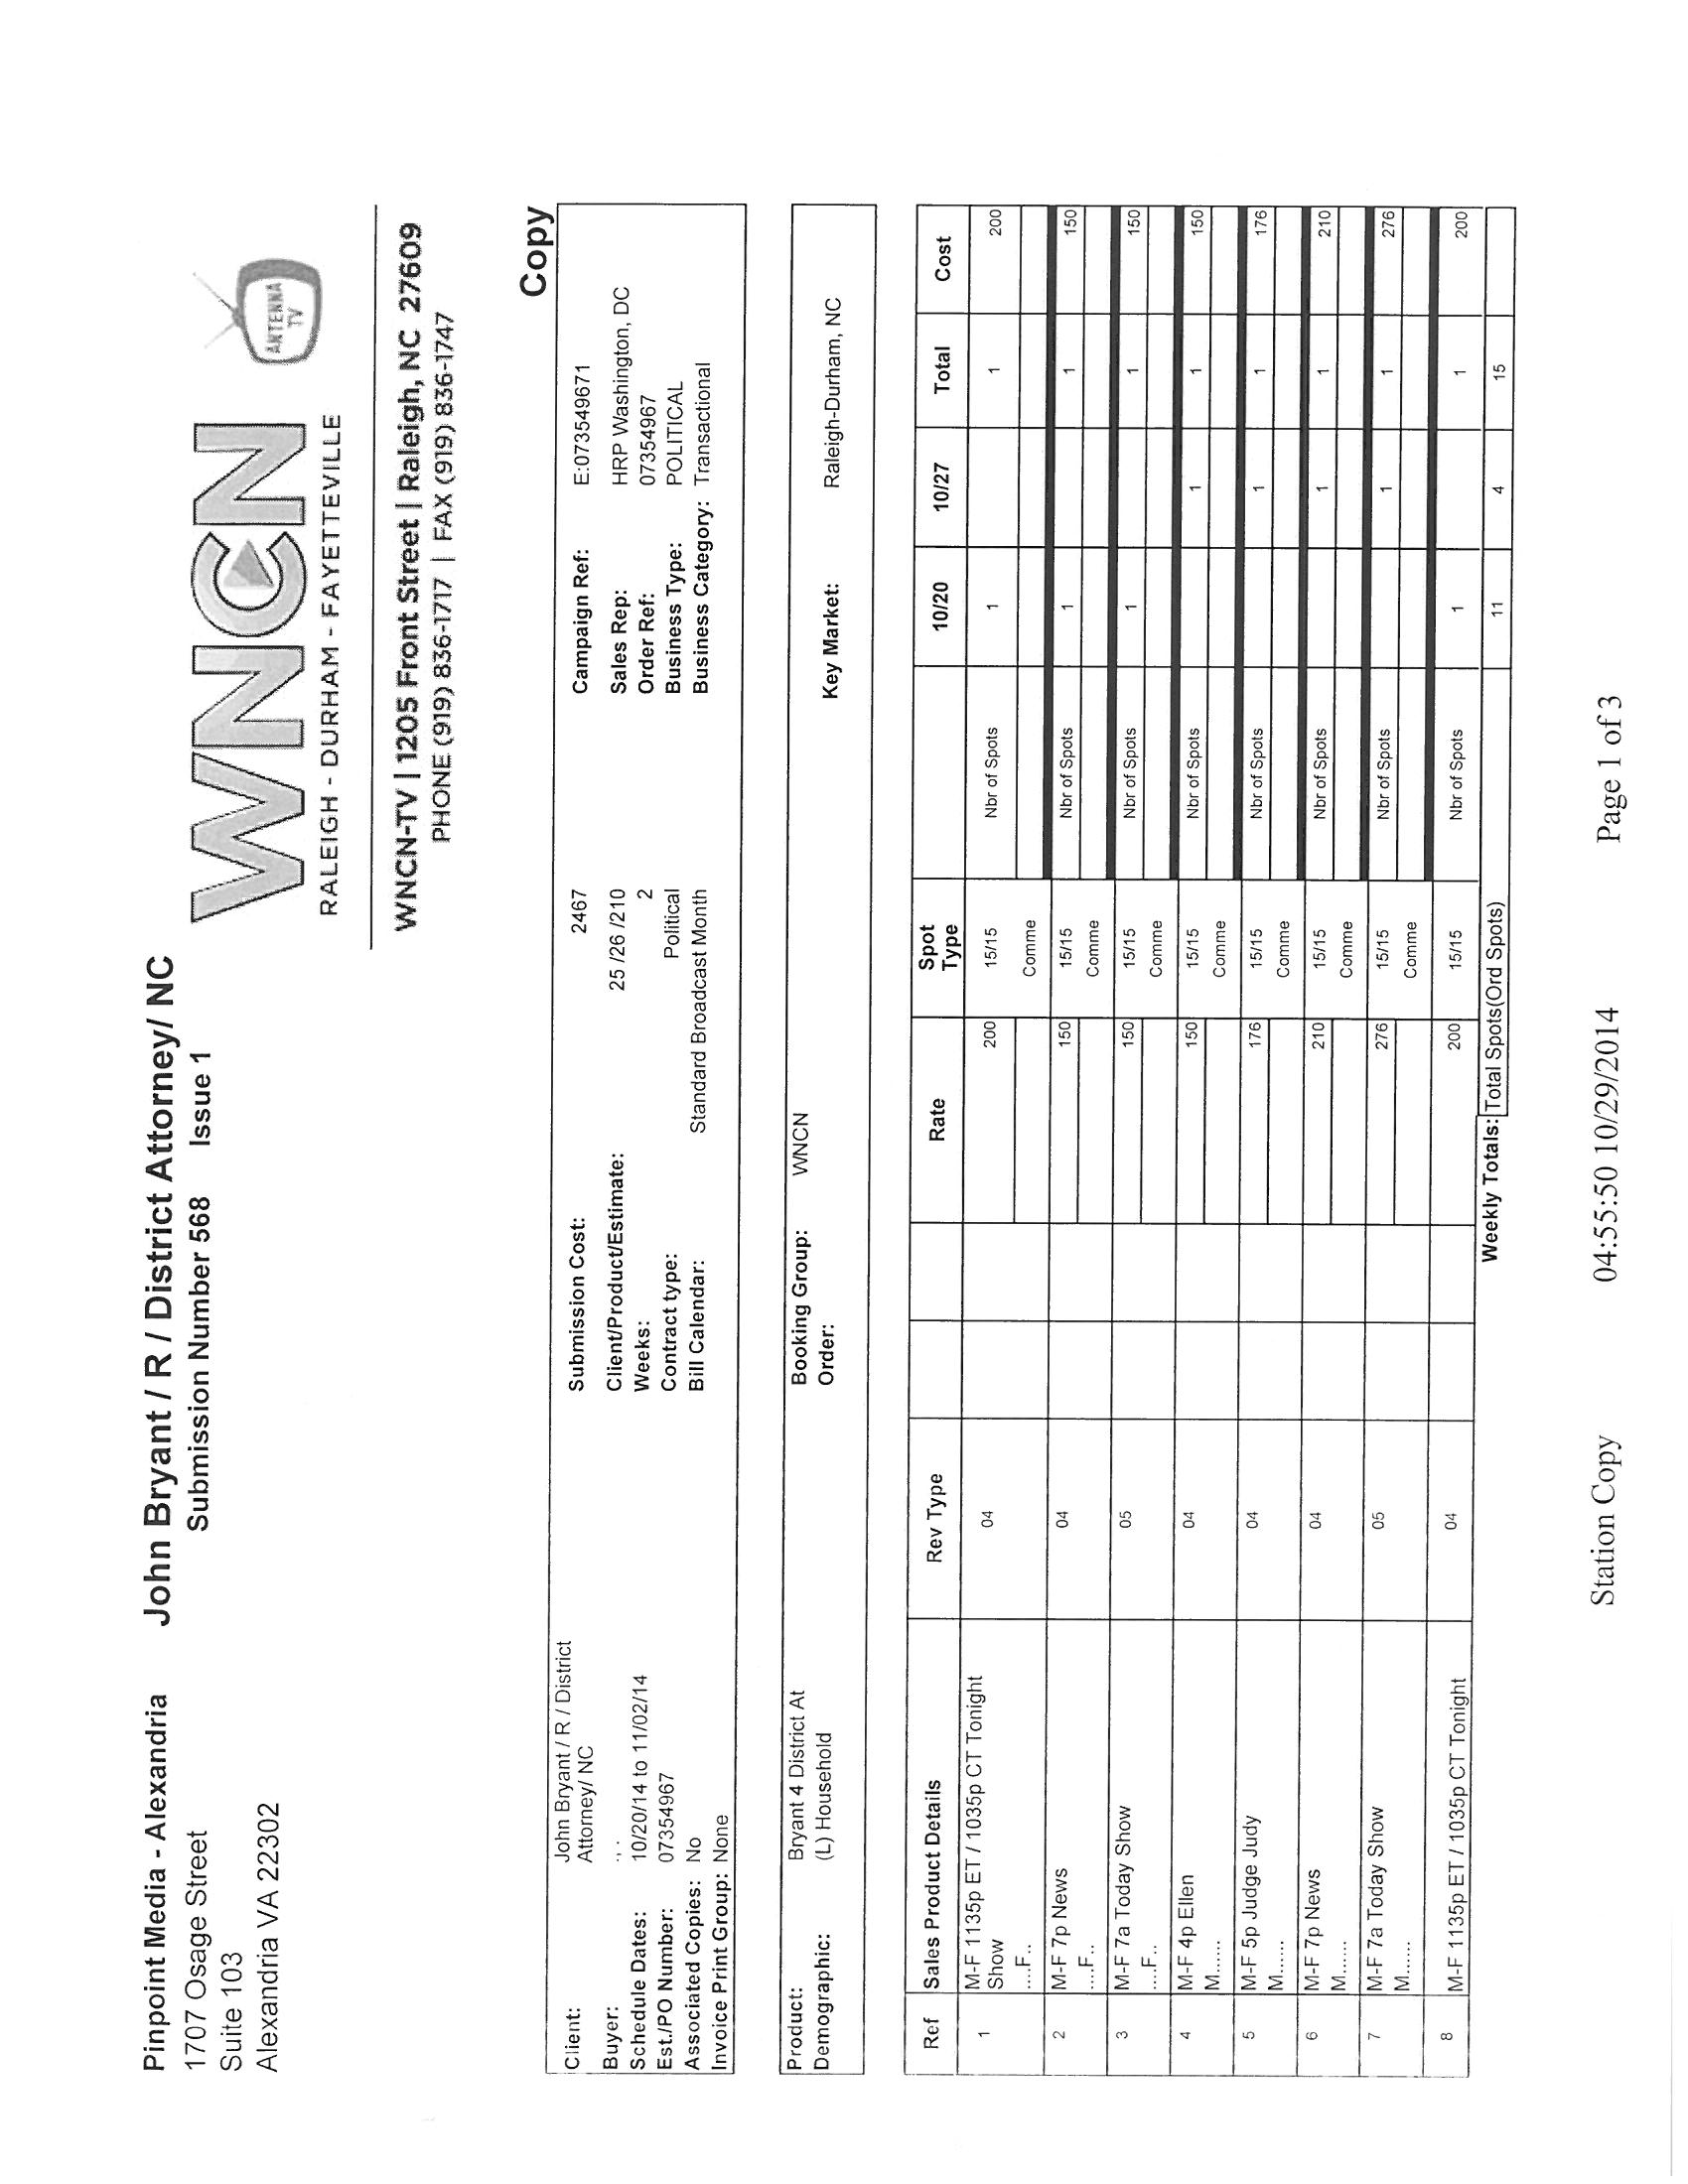 Pinpoint Media - Alexandria
1707 Osage Street
Suite 103
Alexandria VA 22302
John Bryant / R / District Attorney/ NC
Submission Number 568 Issue 1
WNCN
RALEIGH - DURHAM - FAYETTEVILLE
ANTENNA
TV
WNCN-TV | 1205 Front Street | Raleigh, NC 27609
PHONE (919) 836-1717 | FAX (919) 836-1747
Copy
Client: John Bryant / R / District
Attorney/ NC
Buyer: ., .
Schedule Dates: 10/20/14 to 11/02/14
Est./PO Number: 07354967
Associated Copies: No
Invoice Print Group: None
Submission Cost: 2467
Client/Product/Estimate: 25 /26 /210
Weeks: 2
Contract type: Political
Bill Calendar: Standard Broadcast Month
Campaign Ref: E:073549671
Sales Rep: HRP Washington, DC
Order Ref: 07354967
Business Type: POLITICAL
Business Category: Transactional
Product: Bryant 4 District At
Demographic: (L) Household
Booking Group: WNCN
Order:
Key Market: Raleigh-Durham, NC
Ref Sales Product Details Rev Type Rate Spot Type 10/20 10/27 Total Cost
1 M-F 1135p ET / 1035p CT Tonight 04 200 15/15 Nbr of Spots 1 1 200
Show
....F.. Comme
2 M-F 7p News 04 150 15/15 Nbr of Spots 1 1 150
....F.. Comme
3 M-F 7a Today Show 05 150 15/15 Nbr of Spots 1 1 150
....F.. Comme
4 M-F 4p Ellen 04 150 15/15 Nbr of Spots 1 1 150
M...... Comme
5 M-F 5p Judge Judy 04 176 15/15 Nbr of Spots 1 1 176
M...... Comme
6 M-F 7p News 04 210 15/15 Nbr of Spots 1 1 210
M...... Comme
7 M-F 7a Today Show 05 276 15/15 Nbr of Spots 1 1 276
M...... Comme
8 M-F 1135p ET / 1035p CT Tonight 04 200 15/15 Nbr of Spots 1 1 200
Weekly Totals: Total Spots(Ord Spots) 11 4 15
Station Copy 04:55:50 10/29/2014 Page 1 of 3